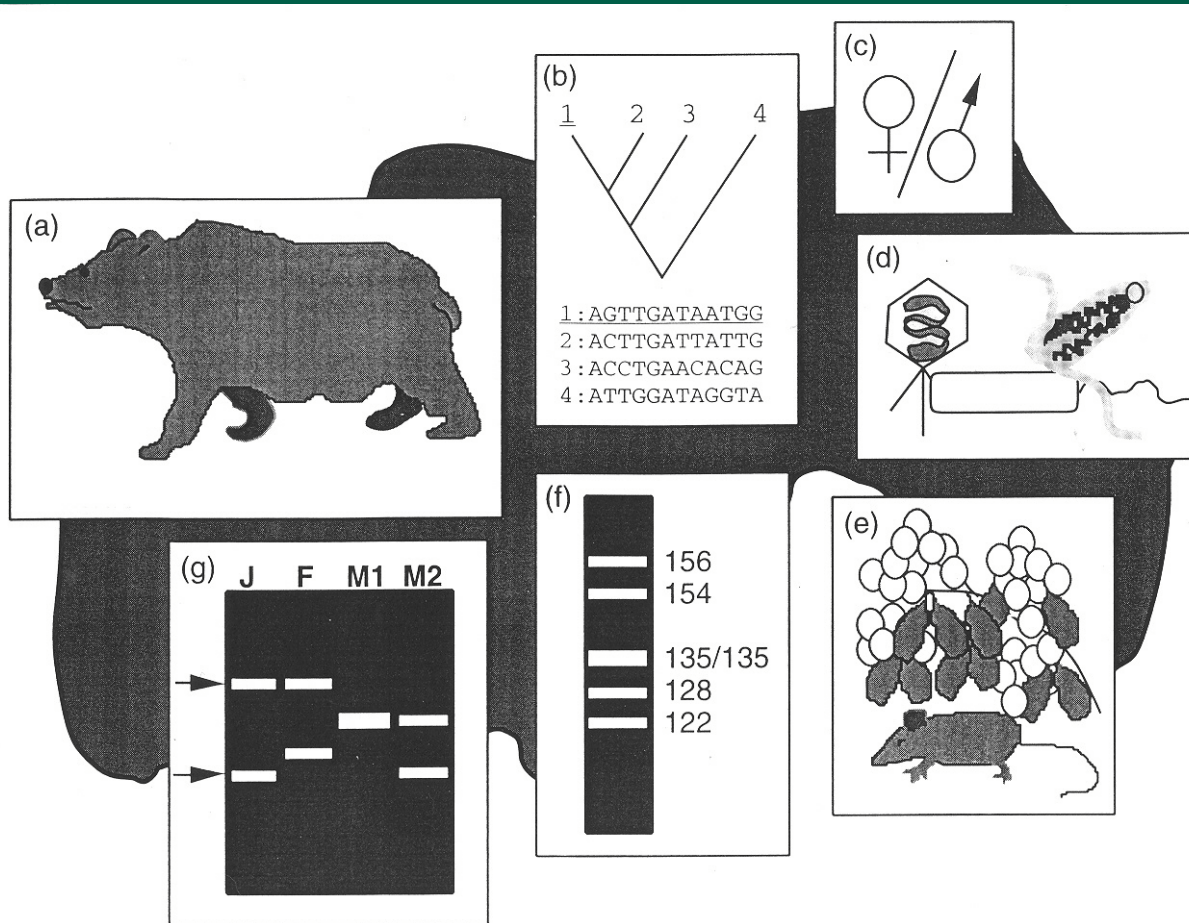 (a)
(b)
1 2 3 4
1:AGTTGATAATGG
2:ACTTGATTATTG
3:ACCTGAACACAG
4:ATTGGATAGGTA
(c)
(d)
(e)
(f)
156
154
135/135
128
122
(g)
J F M1 M2